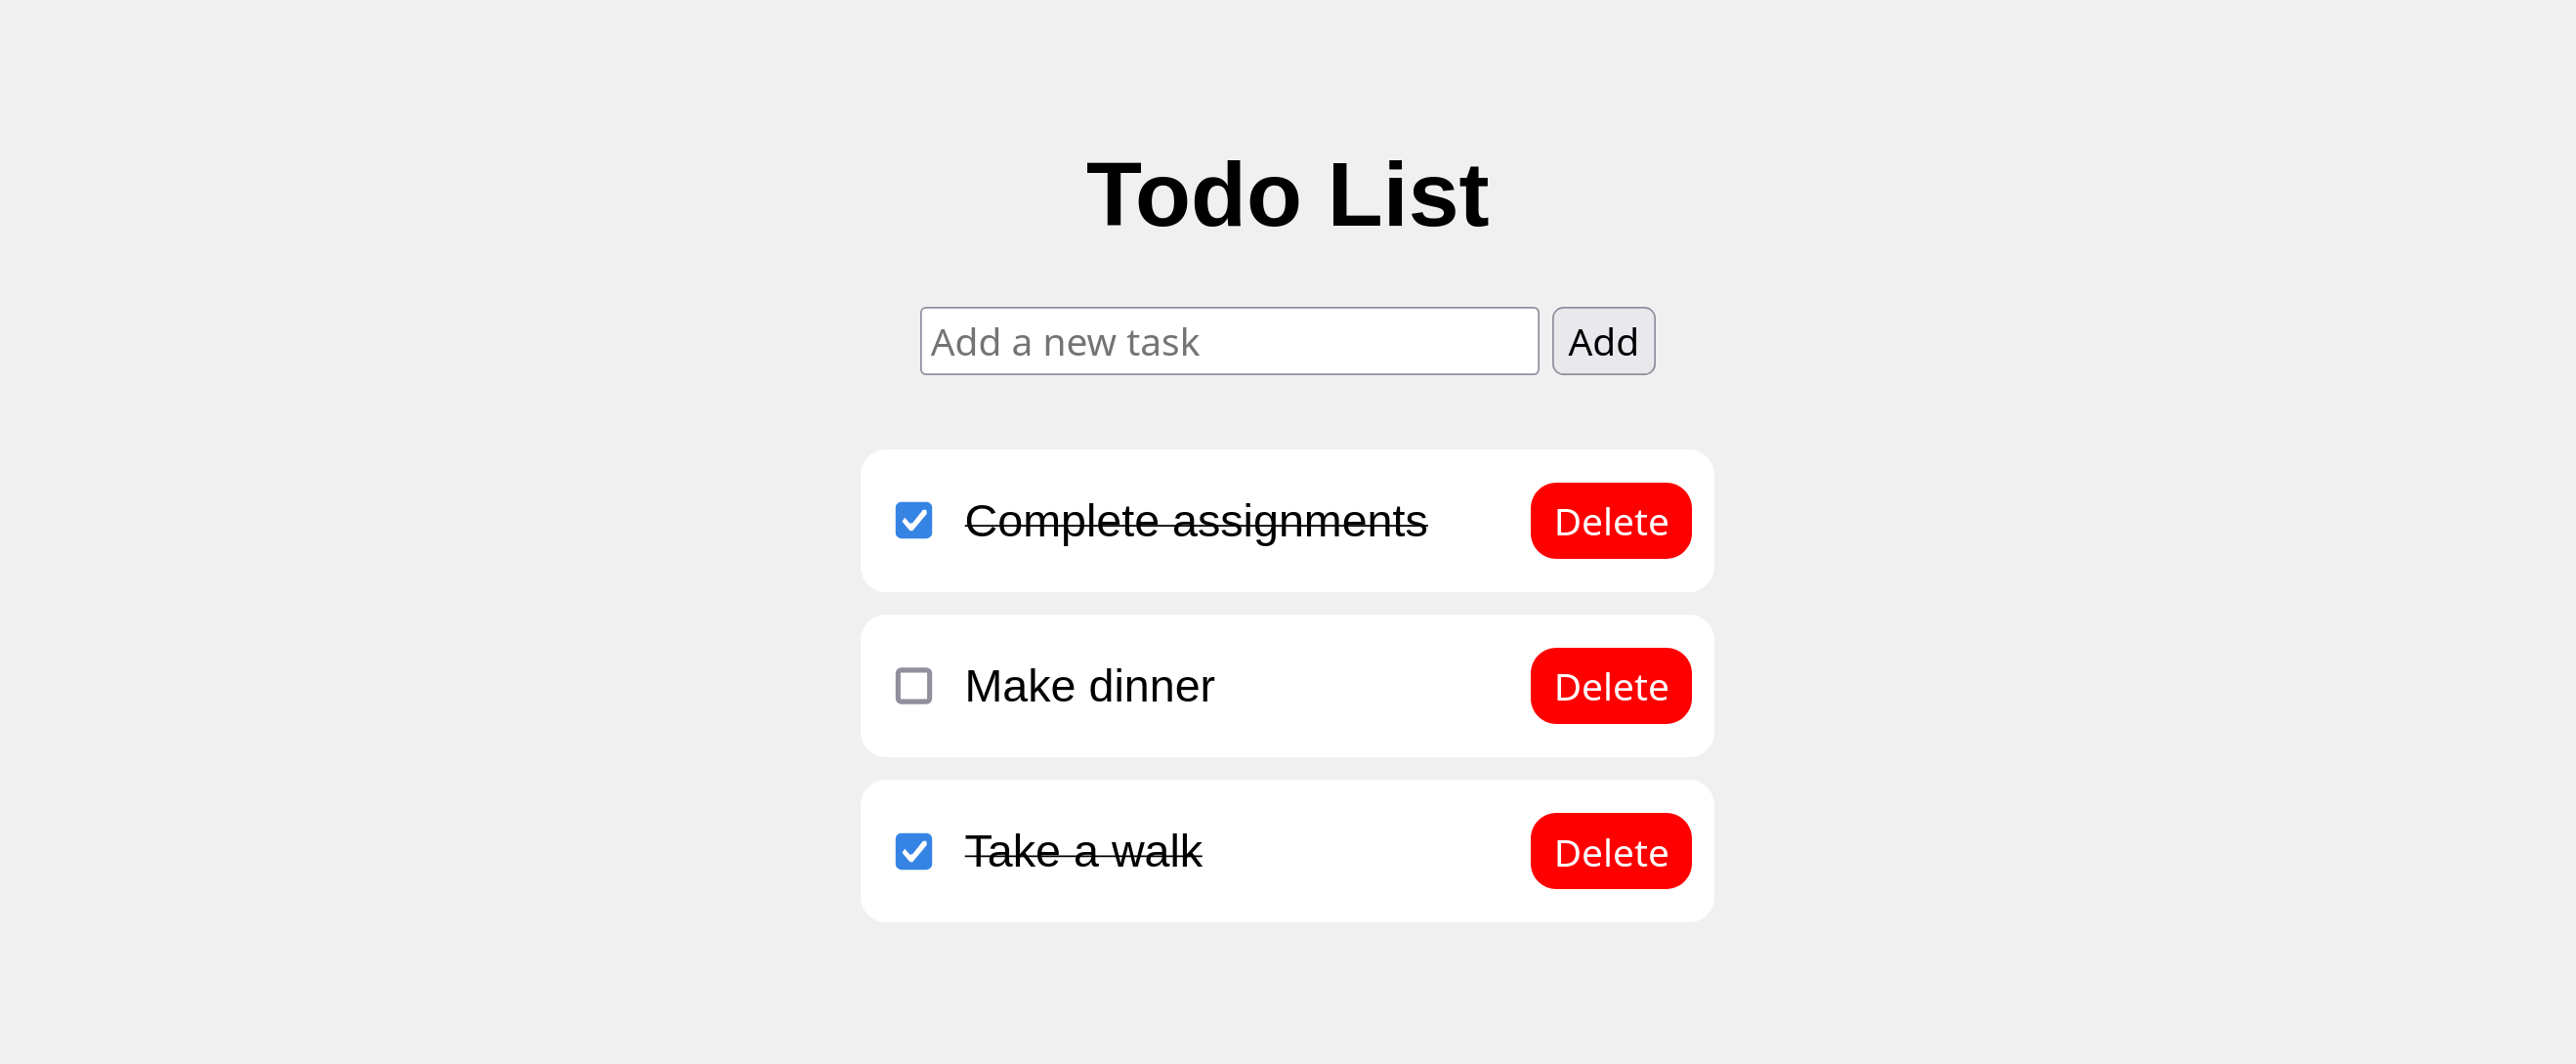 Todo List
Add a new task Add
Complete assignments Delete
Make dinner Delete
Take a walk Delete